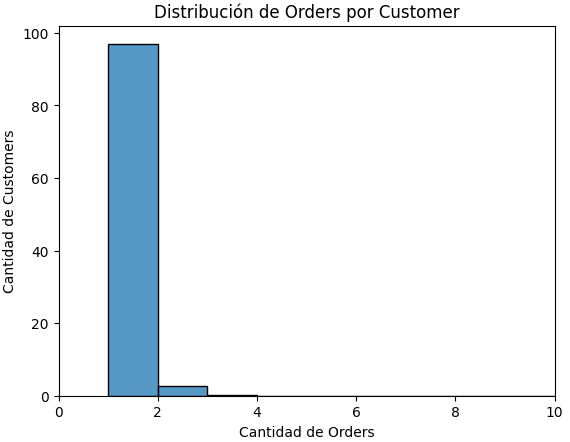 Distribución de Orders por Customer
100
80
60
40
20
0
Cantidad de Customers
0 2 4 6 8 10
Cantidad de Orders